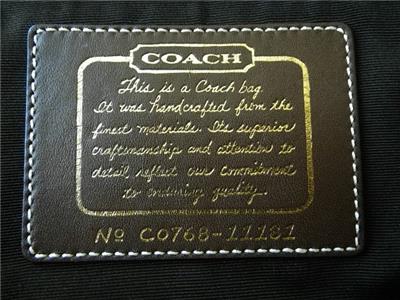 COACH
This is a Coach bag.
It was handcrafted from the
finest materials. Its superior
craftsmanship and attention to
detail reflect our commitment
to enduring quality.
No C0768-11181